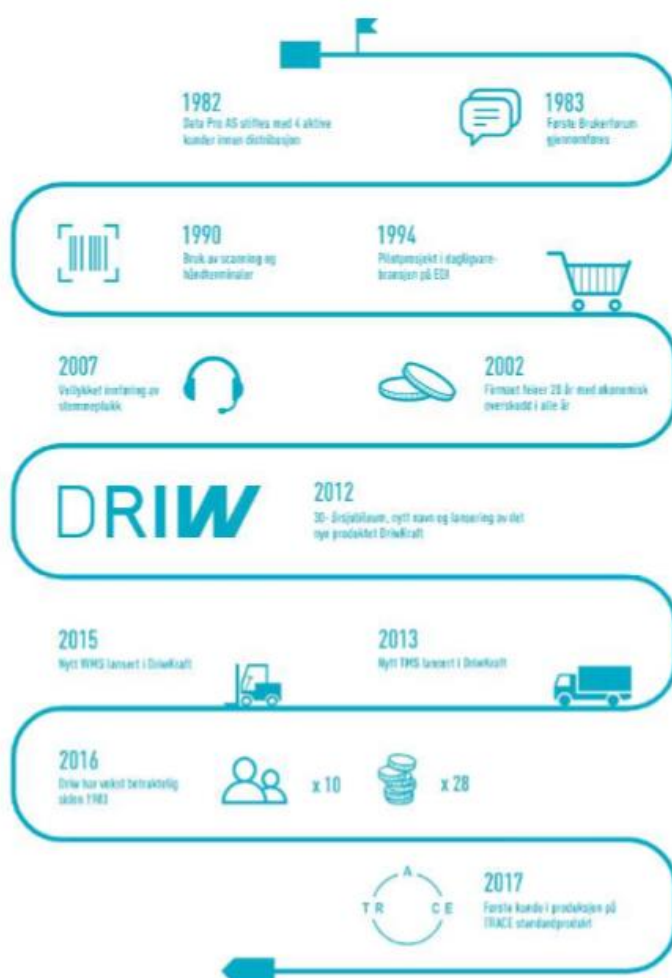 1982
Data Pro AS stiftes med 4 aktive
kunder innen distribusjon
1983
Første Brukerforum
gjennomføres
1990
Bruk av scanning og
håndterminaler
1994
Pilotprosjekt i dagligvare-
bransjen på EDI
2002
Firmaet feirer 20 år med økonomisk
overskudd i alle år
2007
Vellykket innføring av
stemmeplukk
DRIW
2012
30- årsjubileum, nytt navn og lansering av det
nye produktet DriwKraft
2013
Nytt TMS lansert i DriwKraft
2015
Nytt WMS lansert i DriwKraft
2016
Driw har vokst betraktelig
siden 1983
x 10
x 28
TRACE
2017
Første kunde i produksjon på
TRACE standardprodukt